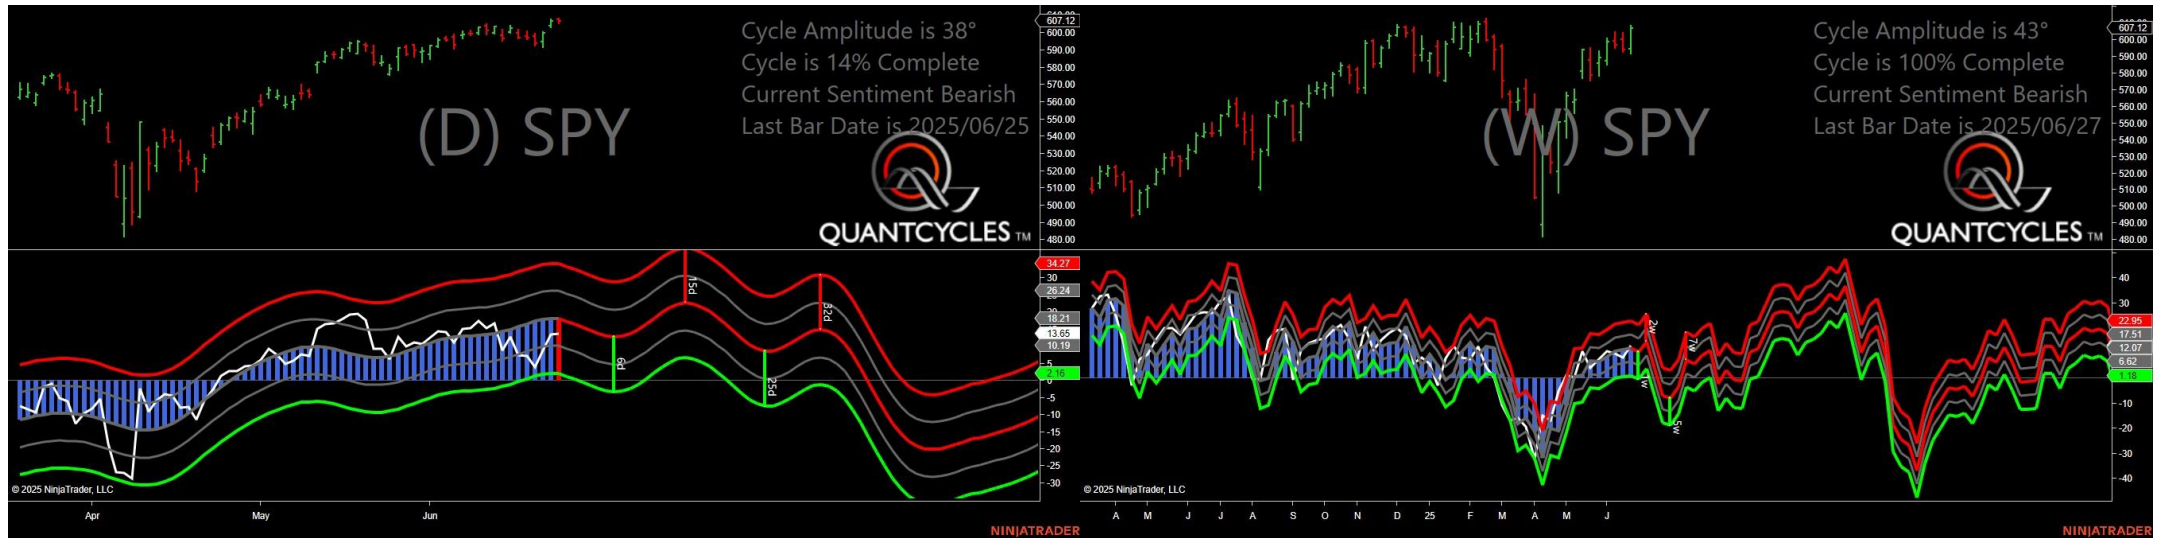 Cycle Amplitude is 38°
Cycle is 14% Complete
Current Sentiment Bearish
Last Bar Date is 2025/06/25
(D) SPY
QUANTCYCLES TM
607.12
600.00
590.00
580.00
570.00
560.00
550.00
540.00
530.00
520.00
510.00
500.00
490.00
480.00
34.27
30
26.24
18.21
13.65
10.19
5
2.16
-5
-10
-15
-20
-25
-30
6d
15d
25d
32d
© 2025 NinjaTrader, LLC
Apr May Jun
NINJATRADER
Cycle Amplitude is 43°
Cycle is 100% Complete
Current Sentiment Bearish
Last Bar Date is 2025/06/27
(W) SPY
QUANTCYCLES TM
607.12
600.00
590.00
580.00
570.00
560.00
550.00
540.00
530.00
520.00
510.00
500.00
490.00
480.00
40
30
22.95
17.51
12.07
6.62
1.18
-10
-20
-30
-40
2w
7w
1w
5w
© 2025 NinjaTrader, LLC
A M J J A S O N D 25 F M A M J
NINJATRADER